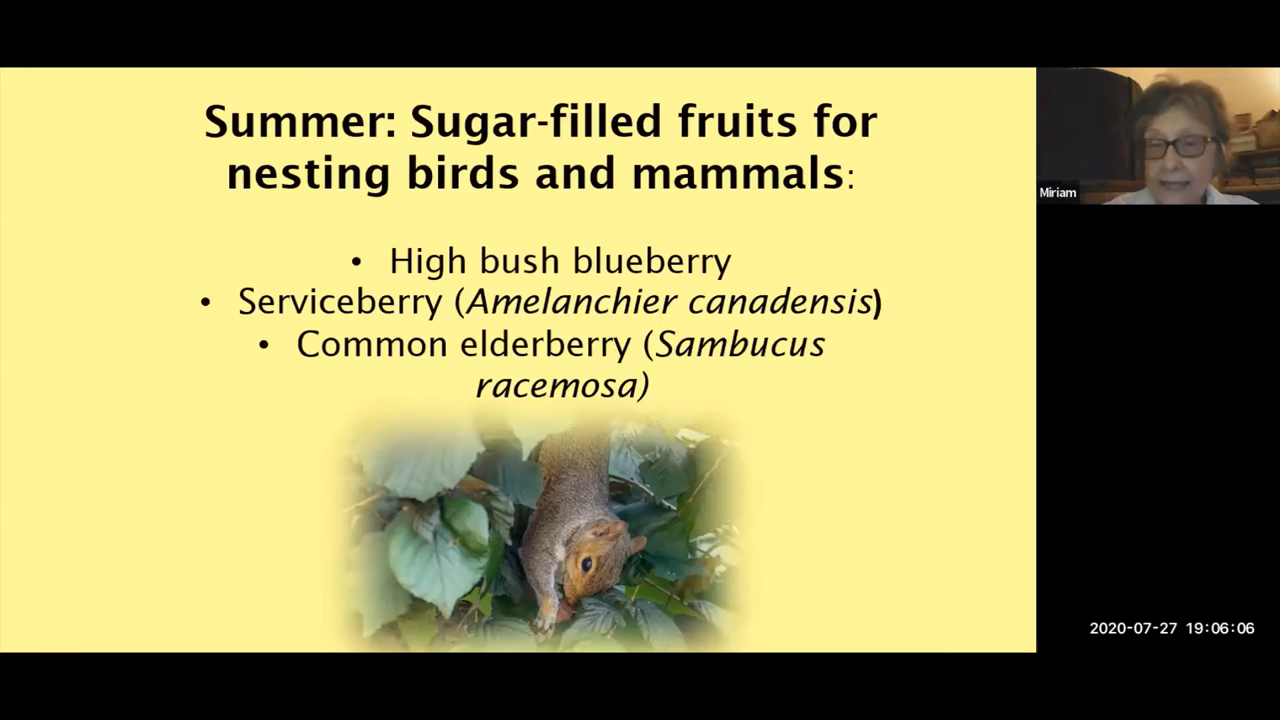 Summer: Sugar-filled fruits for
nesting birds and mammals:
• High bush blueberry
• Serviceberry (Amelanchier canadensis)
• Common elderberry (Sambucus
racemosa)
Miriam
2020-07-27 19:06:06